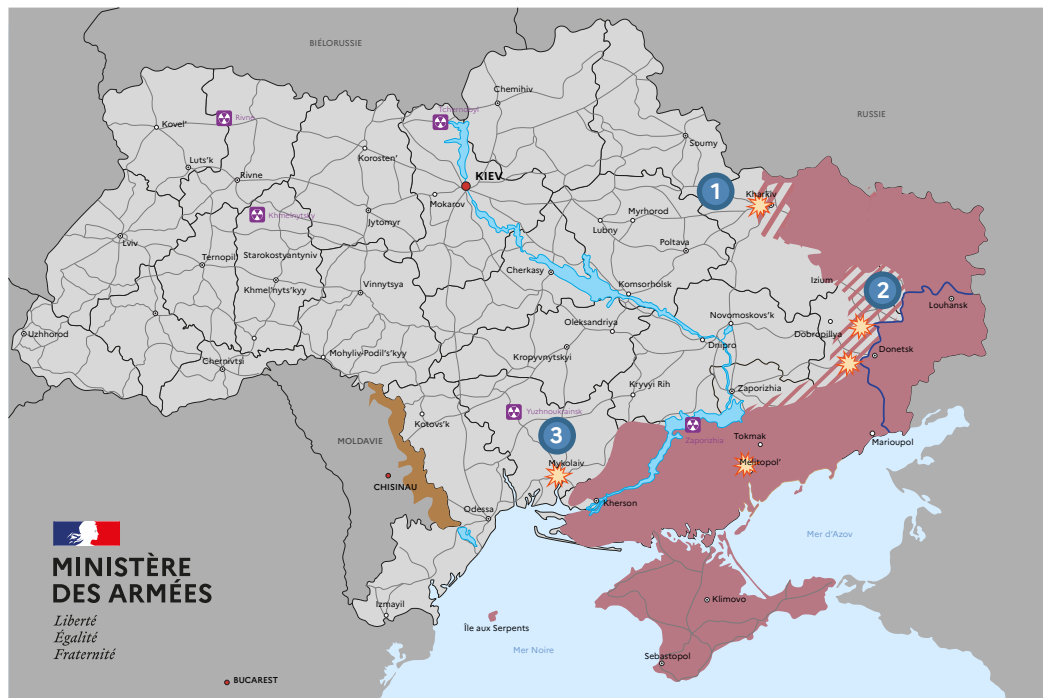 BIÉLORUSSIE
RUSSIE
Chernihiv
Tchernobyl
Rivne
Kovel'
Soumy
Korosten'
Luts'k
Rivne
KIEV
1
Kharkiv
Mokarov
Khmelnytsky
Jytomyr
Myrhorod
Lubny
Poltava
Lviv
Ternopil
Starokostyantyniv
Cherkasy
Izium
2
Khmel'nyts'kyy
Vinnytsya
Komsorholsk
Louhansk
Oleksandriya
Novomoskovs'k
Uzhhorod
Dobropillya
Chernivtsi
Mohyliv-Podil's'kyy
Kropyvnytskyi
Dnipro
Donetsk
Kryvyi Rih
Zaporizhia
Yuzhnoukrainsk
Kotovs'k
MOLDAVIE
3
Zaporizhia
Tokmak
Marioupol
Mykolaiv
Melitopol'
CHISINAU
Kherson
Odessa
Mer d'Azov
MINISTÈRE
DES ARMÉES
Liberté
Égalité
Fraternité
Izmayil
Klimovo
Île aux Serpents
Mer Noire
Sebastopol
BUCAREST